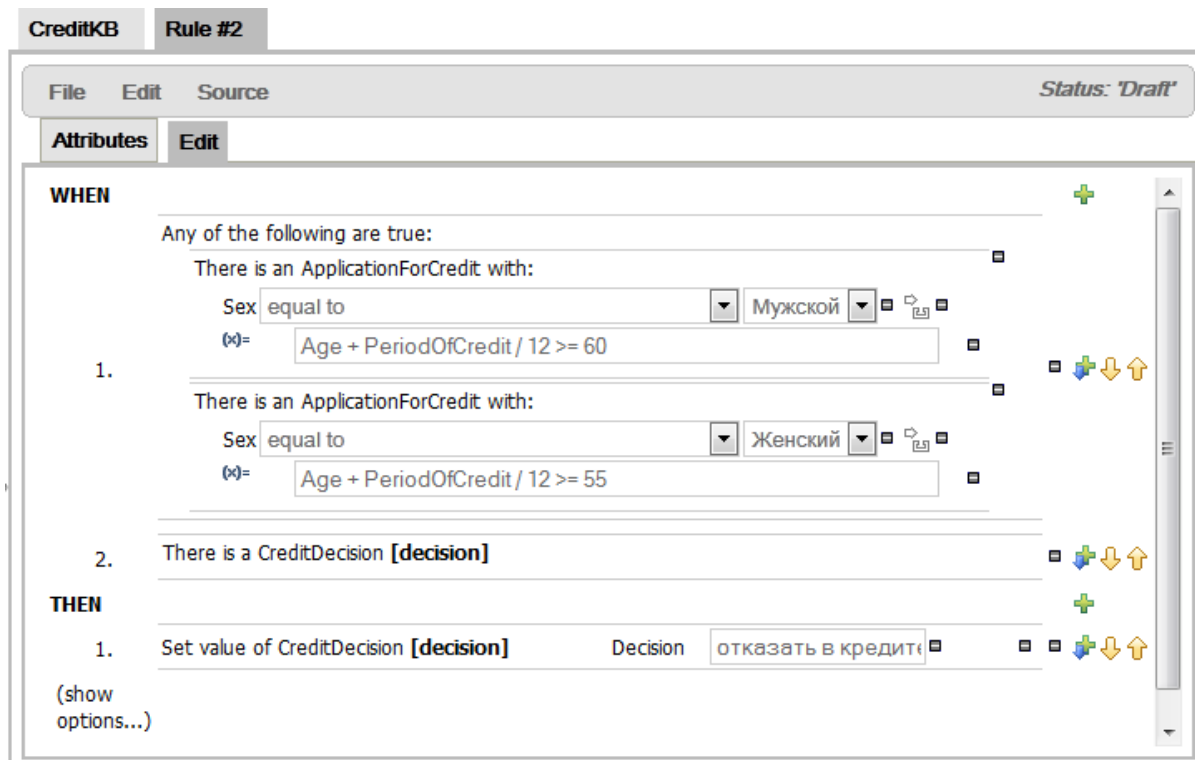 CreditKB Rule #2
File Edit Source Status: 'Draft'
Attributes Edit
WHEN
Any of the following are true:
There is an ApplicationForCredit with:
Sex equal to Мужской
(x)= Age + PeriodOfCredit / 12 >= 60
1.
There is an ApplicationForCredit with:
Sex equal to Женский
(x)= Age + PeriodOfCredit / 12 >= 55
2. There is a CreditDecision [decision]
THEN
1. Set value of CreditDecision [decision] Decision отказать в кредите
(show
options...)